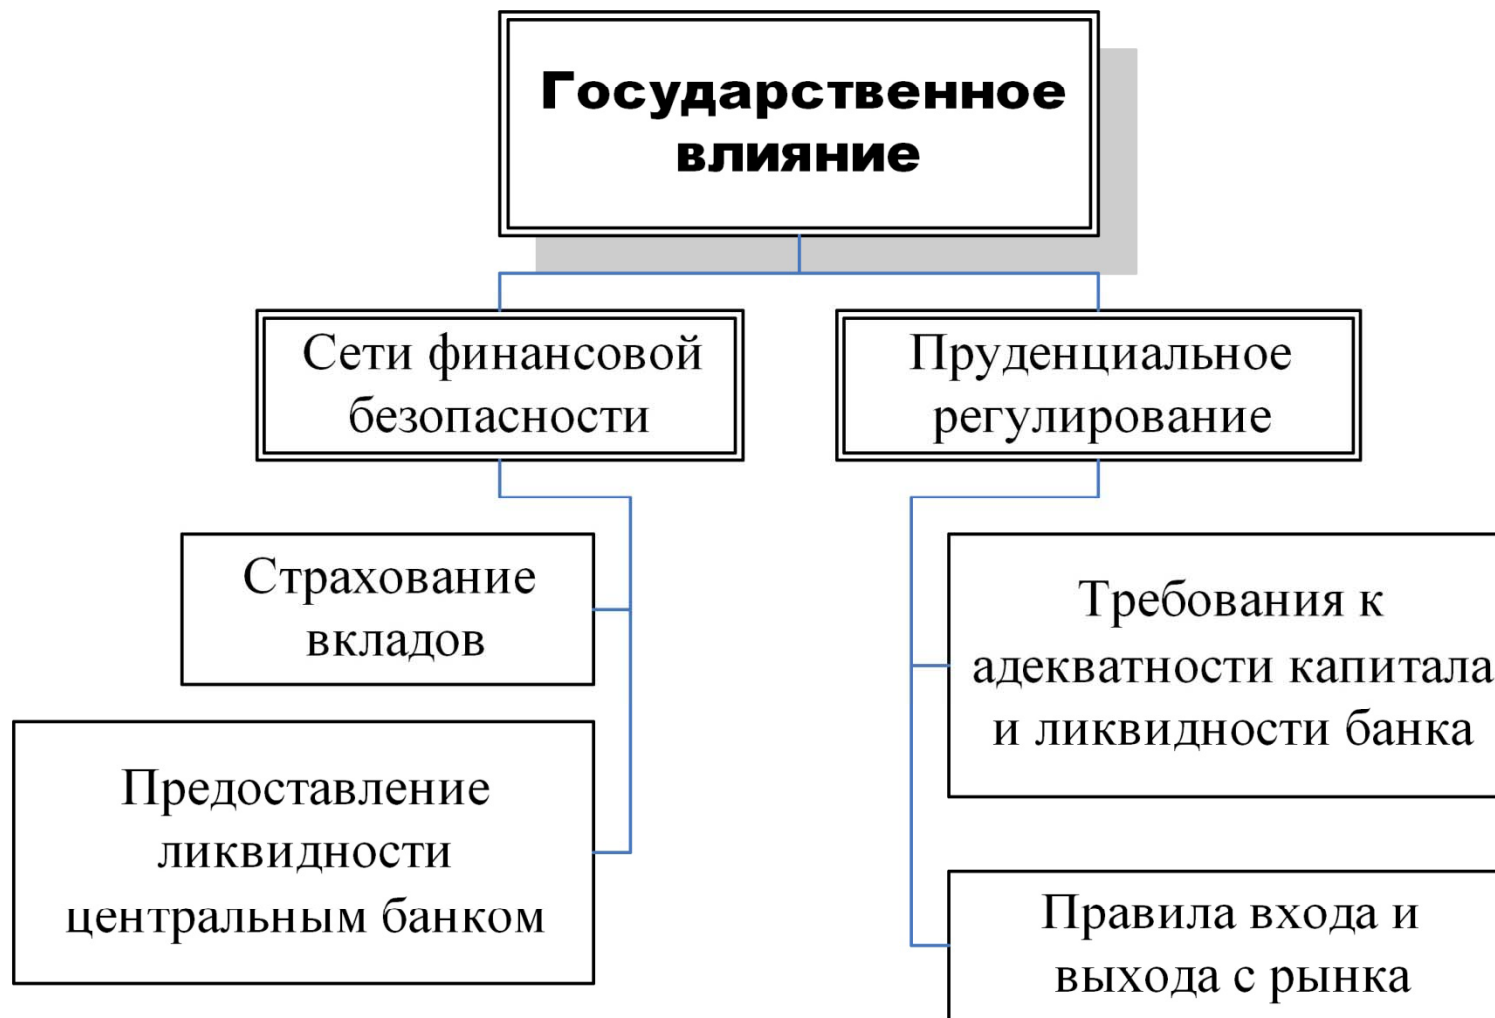 Государственное
влияние
Сети финансовой
безопасности
Пруденциальное
регулирование
Страхование
вкладов
Требования к
адекватности капитала
и ликвидности банка
Предоставление
ликвидности
центральным банком
Правила входа и
выхода с рынка